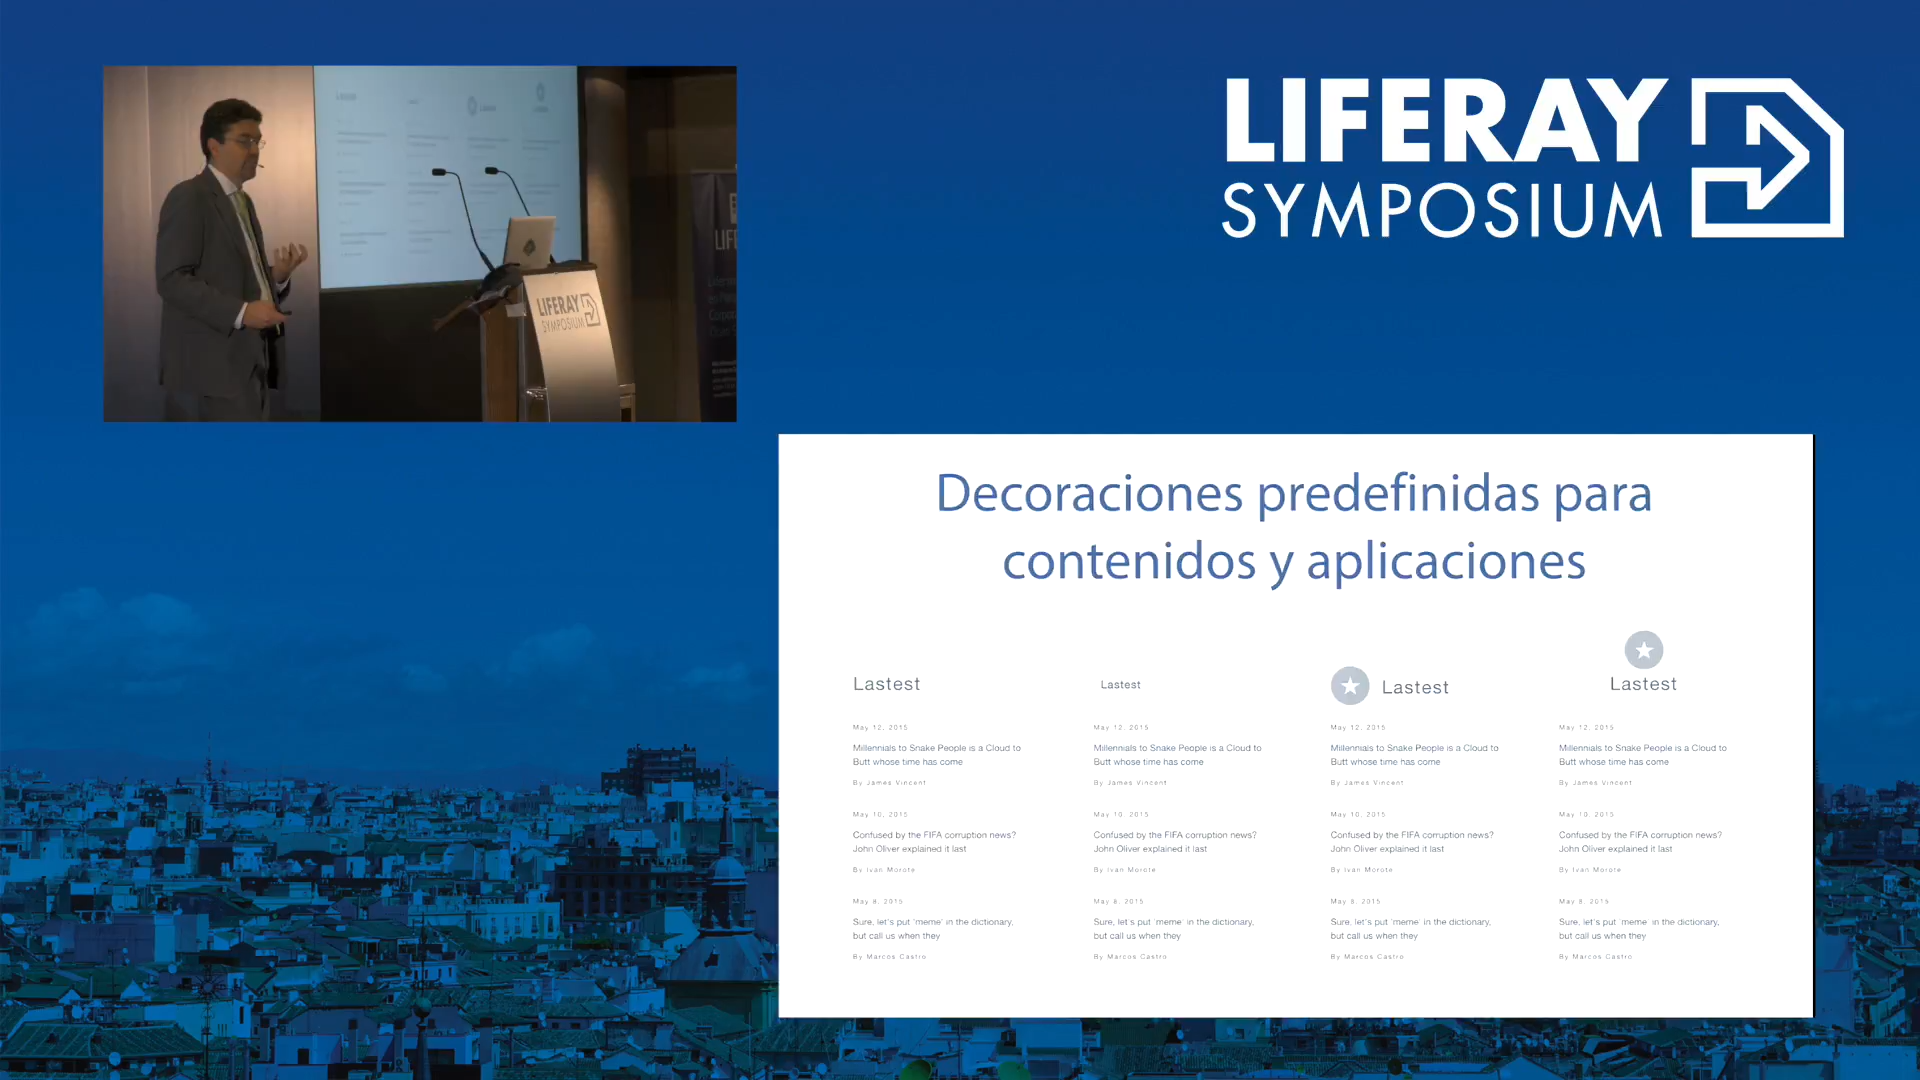 LIFERAY
SYMPOSIUM
LIFERAY
SYMPOSIUM
Decoraciones predefinidas para
contenidos y aplicaciones
Lastest
May 12, 2015
Millennials to Snake People is a Cloud to
Butt whose time has come
By James Vincent
May 10, 2015
Confused by the FIFA corruption news?
John Oliver explained it last
By Ivan Morote
May 8, 2015
Sure, let's put 'meme' in the dictionary,
but call us when they
By Marcos Castro
Lastest
May 12, 2015
Millennials to Snake People is a Cloud to
Butt whose time has come
By James Vincent
May 10, 2015
Confused by the FIFA corruption news?
John Oliver explained it last
By Ivan Morote
May 8, 2015
Sure, let's put 'meme' in the dictionary,
but call us when they
By Marcos Castro
Lastest
May 12, 2015
Millennials to Snake People is a Cloud to
Butt whose time has come
By James Vincent
May 10, 2015
Confused by the FIFA corruption news?
John Oliver explained it last
By Ivan Morote
May 8, 2015
Sure, let's put 'meme' in the dictionary,
but call us when they
By Marcos Castro
Lastest
May 12, 2015
Millennials to Snake People is a Cloud to
Butt whose time has come
By James Vincent
May 10, 2015
Confused by the FIFA corruption news?
John Oliver explained it last
By Ivan Morote
May 8, 2015
Sure, let's put 'meme' in the dictionary,
but call us when they
By Marcos Castro